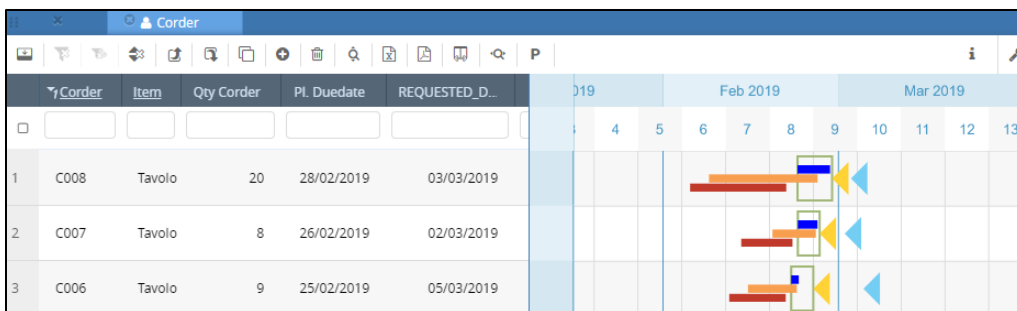 Corder
P i
Corder Item Qty Corder Pl. Duedate REQUESTED_D... 019 Feb 2019 Mar 2019
4 5 6 7 8 9 10 11 12 13
1 C008 Tavolo 20 28/02/2019 03/03/2019
2 C007 Tavolo 8 26/02/2019 02/03/2019
3 C006 Tavolo 9 25/02/2019 05/03/2019